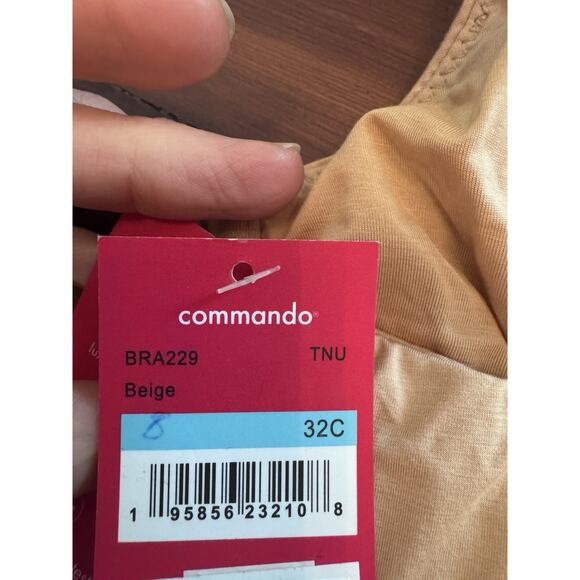 commando®
BRA229 TNU
Beige
8 32C
1 95856 23210 8